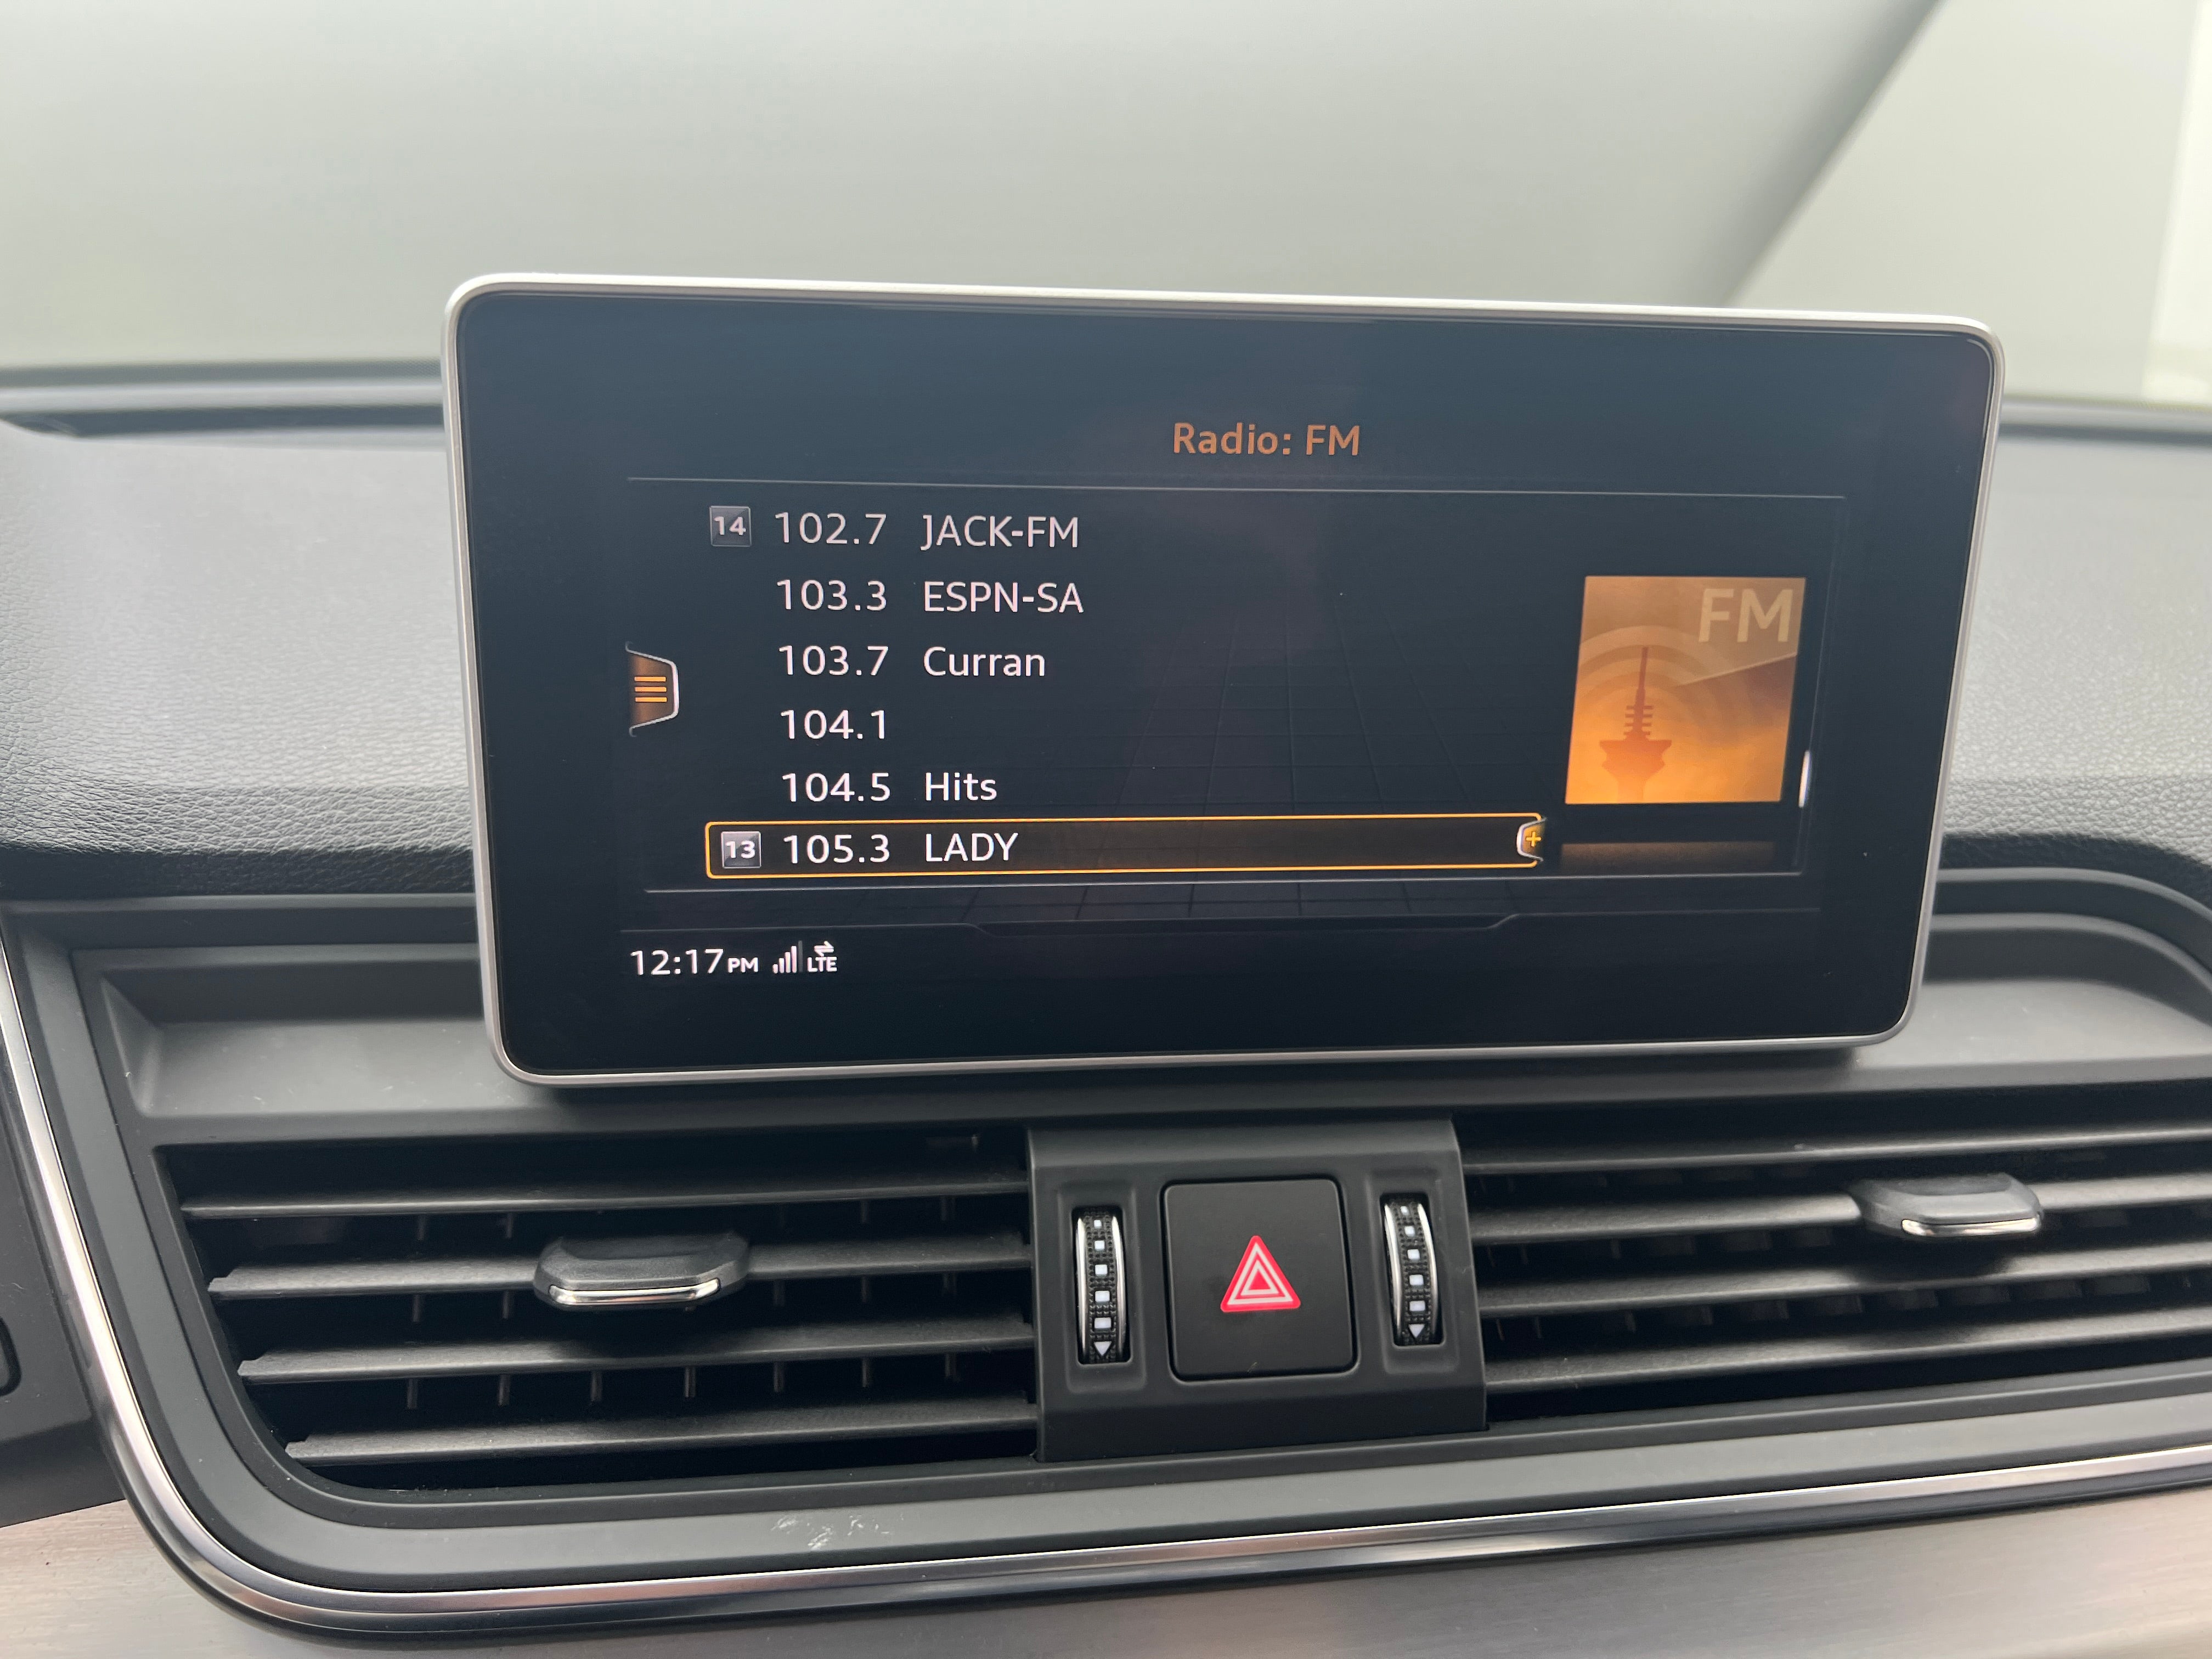 Radio: FM
14 102.7 JACK-FM
103.3 ESPN-SA
103.7 Curran
104.1
104.5 Hits
13 105.3 LADY
FM
12:17PM LTE